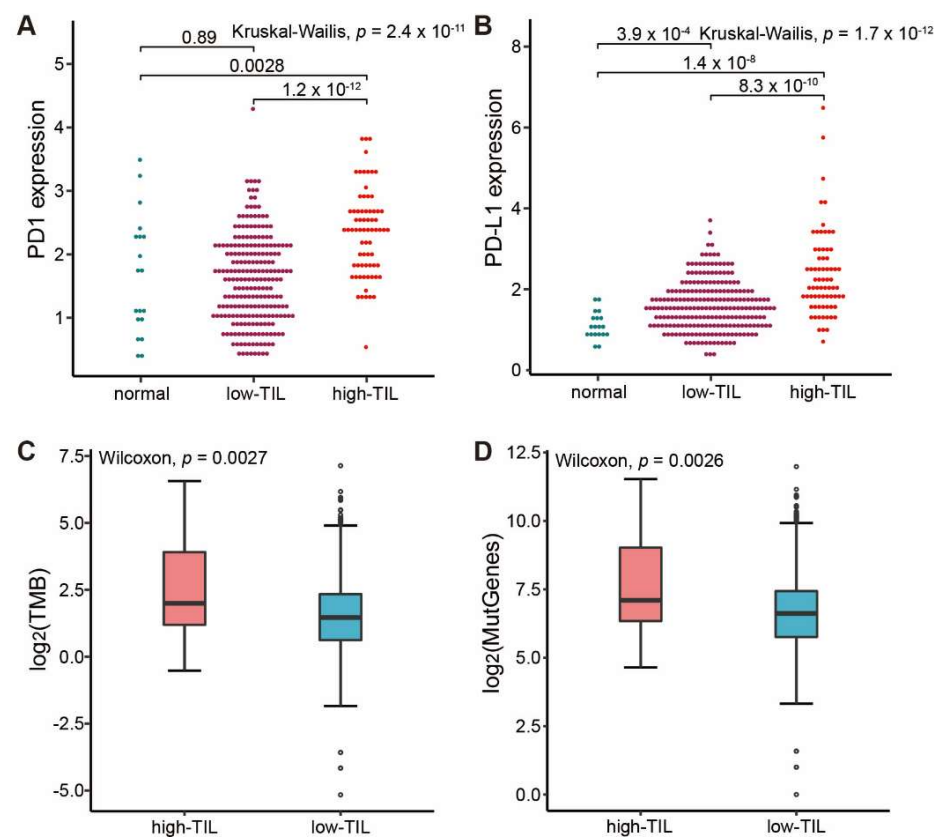 A
Kruskal-Wailis, p = 2.4 x 10-11
0.89
0.0028
1.2 x 10-12
PD1 expression
5
4
3
2
1
normal
low-TIL
high-TIL
B
Kruskal-Wailis, p = 1.7 x 10-12
3.9 x 10-4
1.4 x 10-8
8.3 x 10-10
PD-L1 expression
8
6
4
2
0
normal
low-TIL
high-TIL
C
Wilcoxon, p = 0.0027
log2(TMB)
7.5
5.0
2.5
0.0
-2.5
-5.0
high-TIL
low-TIL
D
Wilcoxon, p = 0.0026
log2(MutGenes)
12.5
10.0
7.5
5.0
2.5
0.0
high-TIL
low-TIL